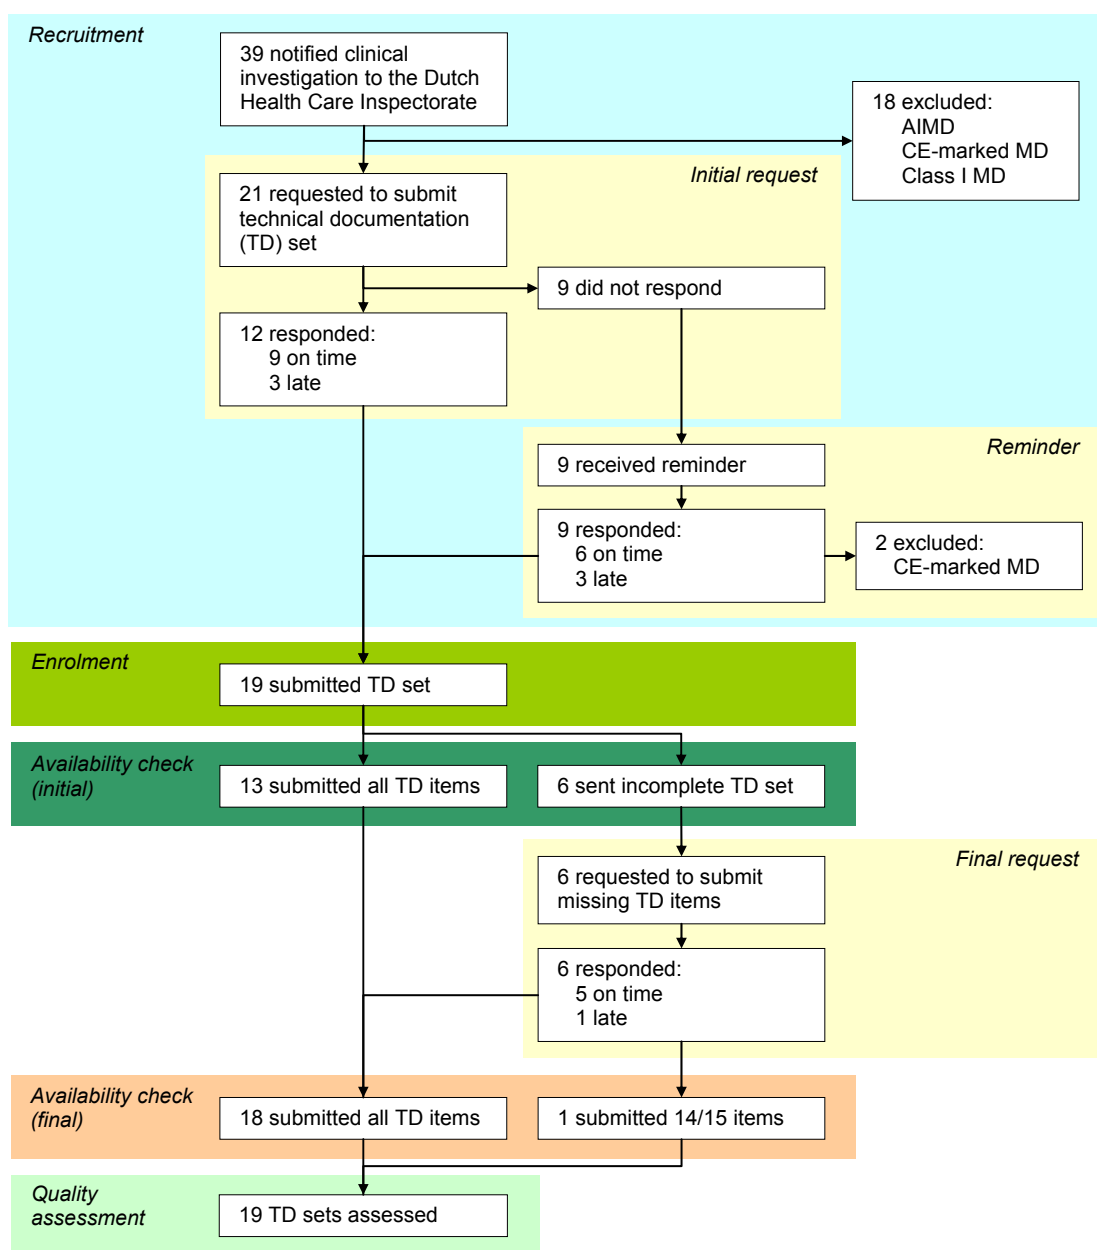 Recruitment
39 notified clinical
investigation to the Dutch
Health Care Inspectorate
18 excluded:
AIMD
CE-marked MD
Class I MD
Initial request
21 requested to submit
technical documentation
(TD) set
9 did not respond
12 responded:
9 on time
3 late
Reminder
9 received reminder
9 responded:
6 on time
3 late
2 excluded:
CE-marked MD
Enrolment
19 submitted TD set
Availability check
(initial)
13 submitted all TD items
6 sent incomplete TD set
Final request
6 requested to submit
missing TD items
6 responded:
5 on time
1 late
Availability check
(final)
18 submitted all TD items
1 submitted 14/15 items
Quality
assessment
19 TD sets assessed